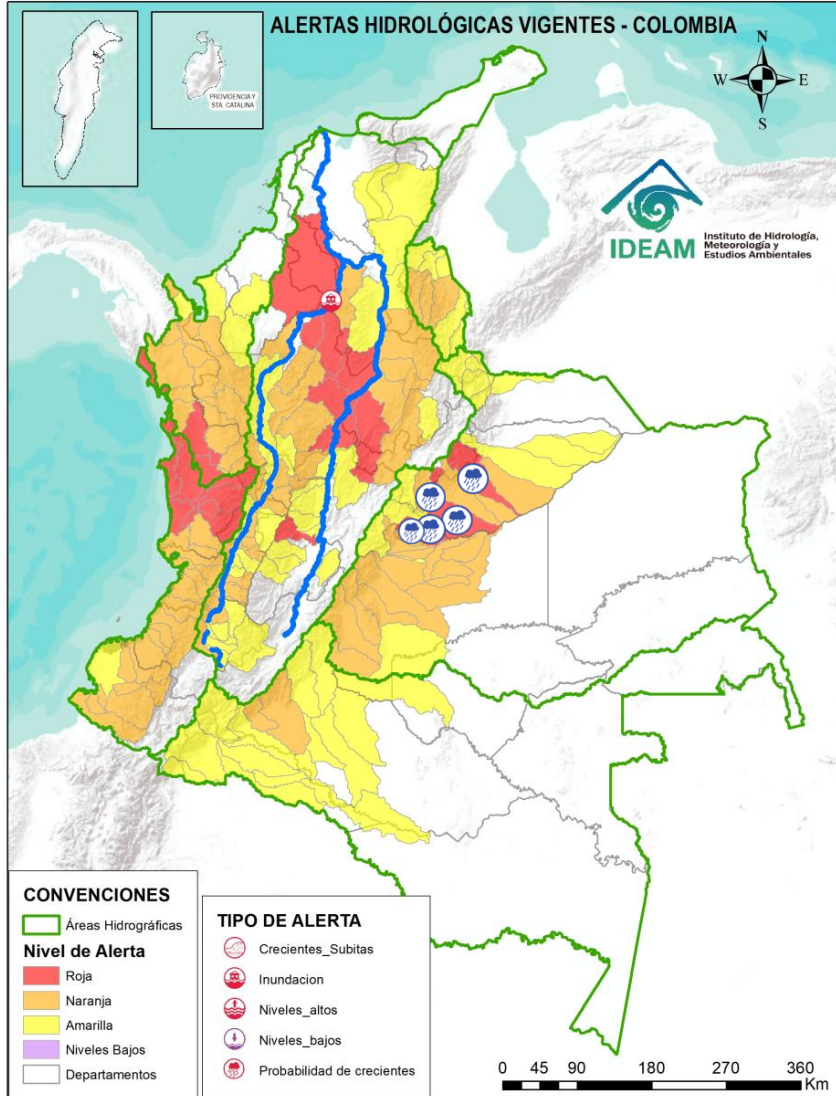 ALERTAS HIDROLÓGICAS VIGENTES - COLOMBIA
PROVIDENCIA Y
STA. CATALINA
N
W
E
S
IDEAM
Instituto de Hidrología,
Meteorología y
Estudios Ambientales
CONVENCIONES
Áreas Hidrográficas
Nivel de Alerta
Roja
Naranja
Amarilla
Niveles Bajos
Departamentos
TIPO DE ALERTA
Crecientes_Subitas
Inundacion
Niveles_altos
Niveles_bajos
Probabilidad de crecientes
0 45 90 180 270 360
Km